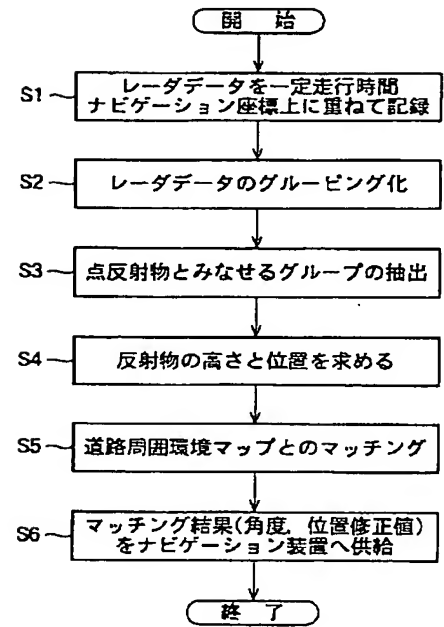 開 始
S1 レーダデータを一定走行時間
ナビゲーション座標上に重ねて記録
S2 レーダデータのグルーピング化
S3 点反射物とみなせるグループの抽出
S4 反射物の高さと位置を求める
S5 道路周囲環境マップとのマッチング
S6 マッチング結果(角度, 位置修正値)
をナビゲーション装置へ供給
終 了